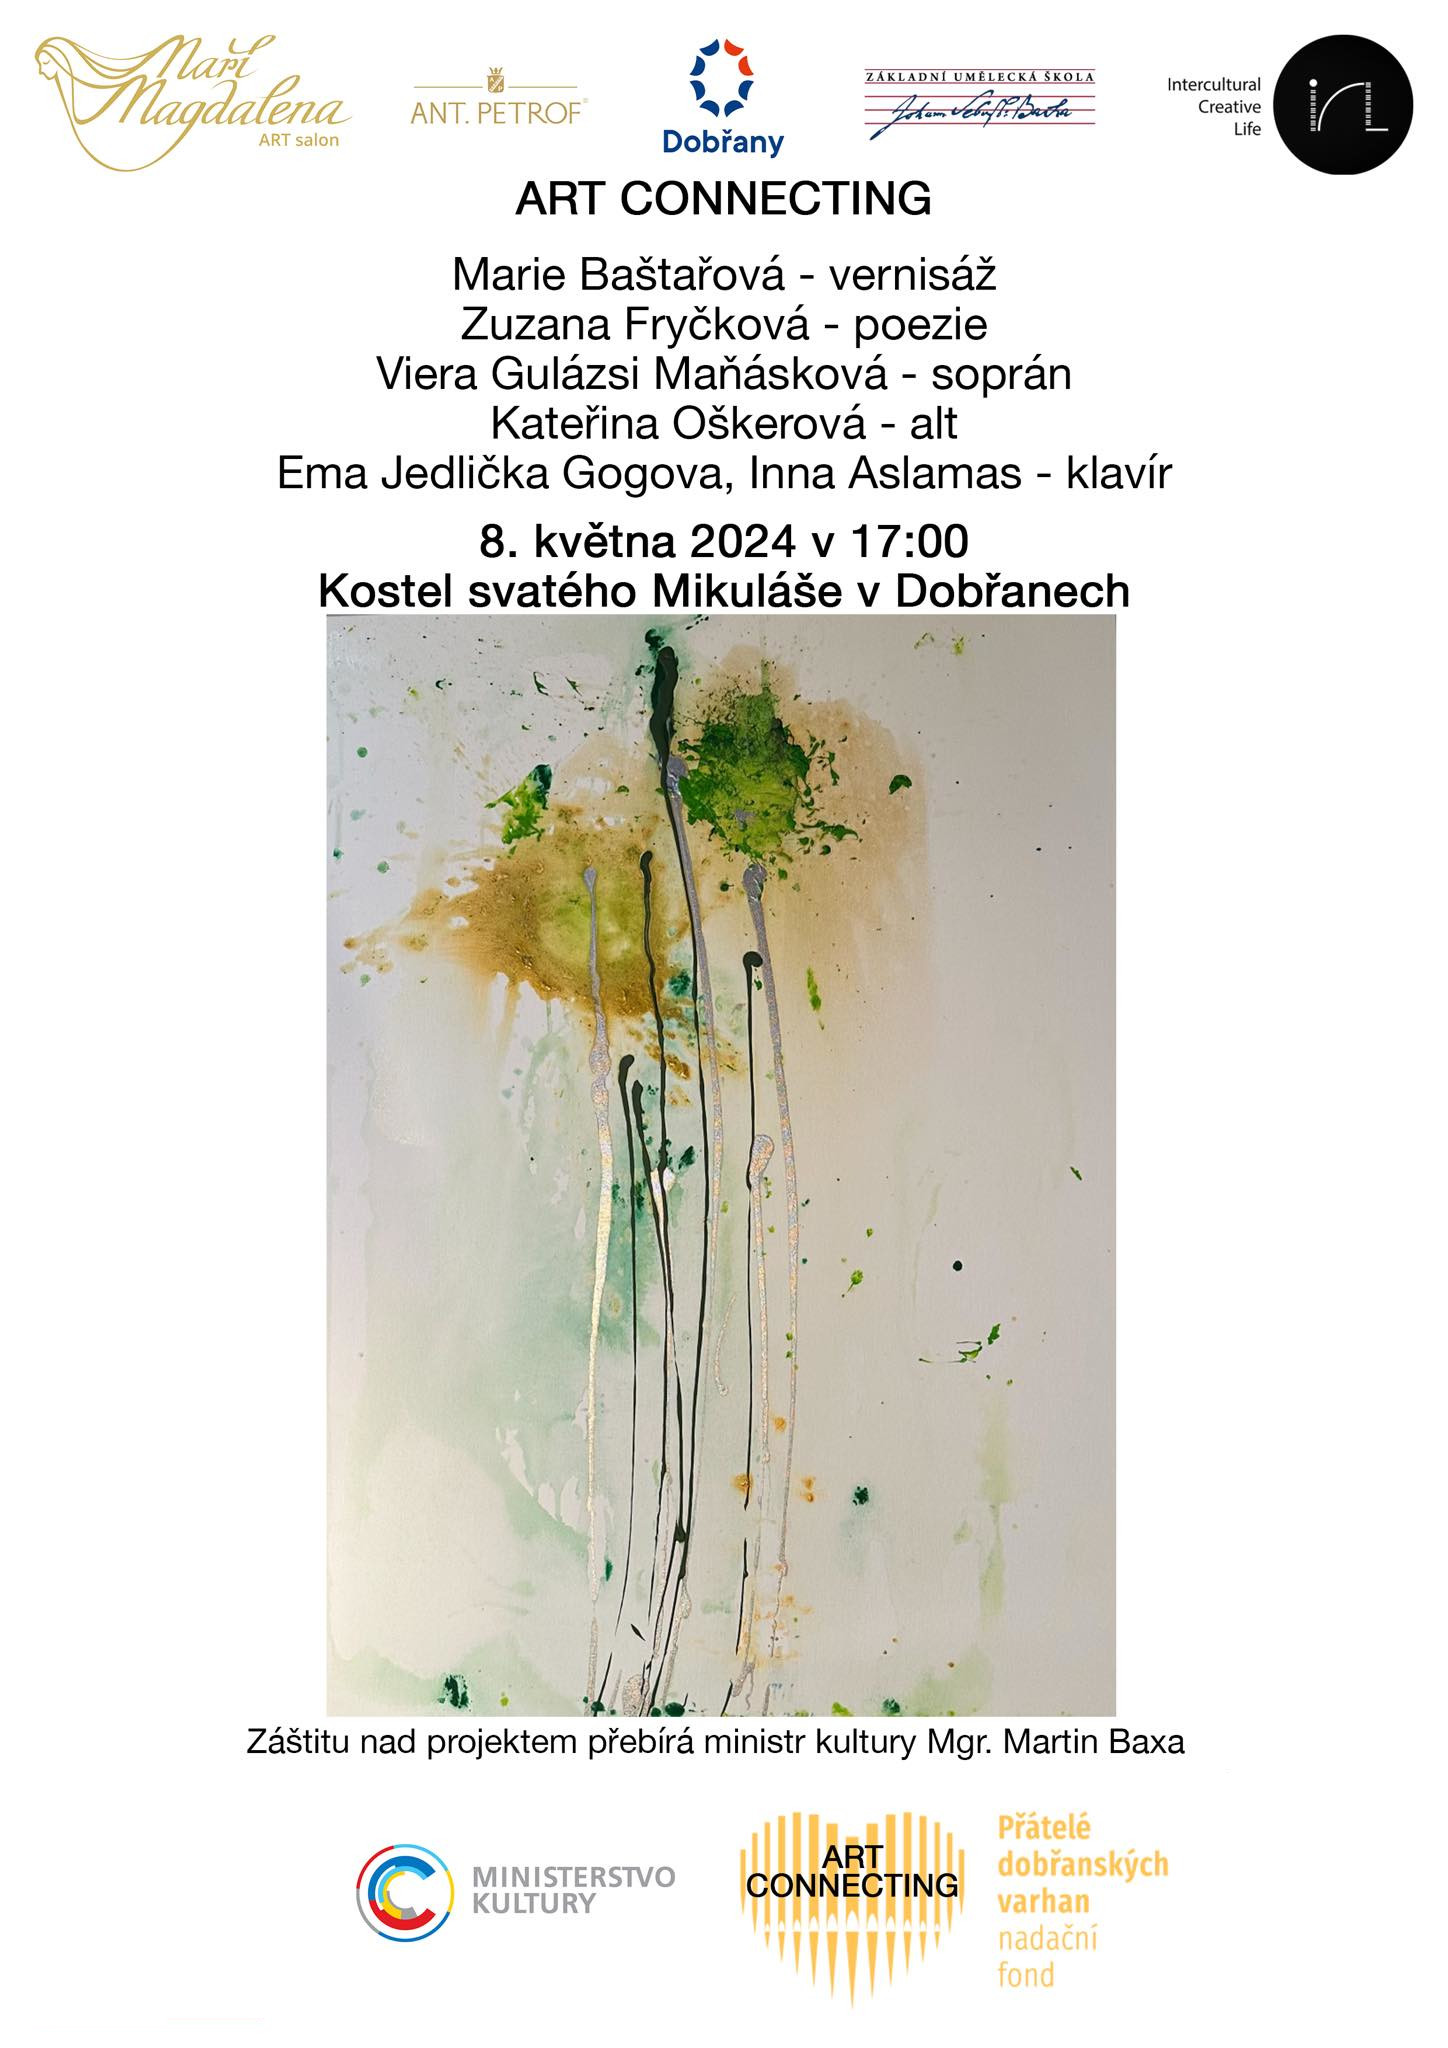 Maří
Magdalena
ART salon
ANT. PETROF
Dobřany
ZÁKLADNÍ UMĚLECKÁ ŠKOLA
Intercultural
Creative
Life
ART CONNECTING
Marie Baštařová - vernisáž
Zuzana Fryčková - poezie
Viera Gulázsi Maňásková - soprán
Kateřina Oškerová - alt
Ema Jedlička Gogova, Inna Aslamas - klavír
8. května 2024 v 17:00
Kostel svatého Mikuláše v Dobřanech
Záštitu nad projektem přebírá ministr kultury Mgr. Martin Baxa
MINISTERSTVO
KULTURY
ART
CONNECTING
Přátelé
dobřanských
varhan
nadační
fond